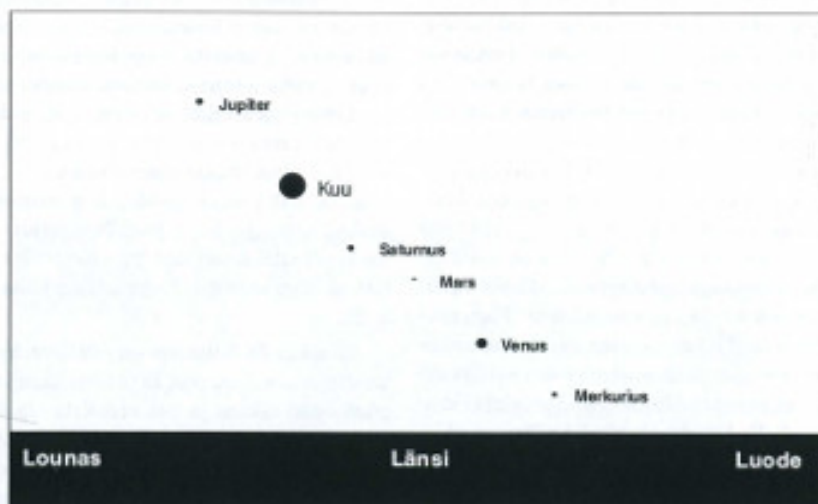 Jupiter
Kuu
Saturnus
Mars
Venus
Merkurius
Lounas Länsi Luode